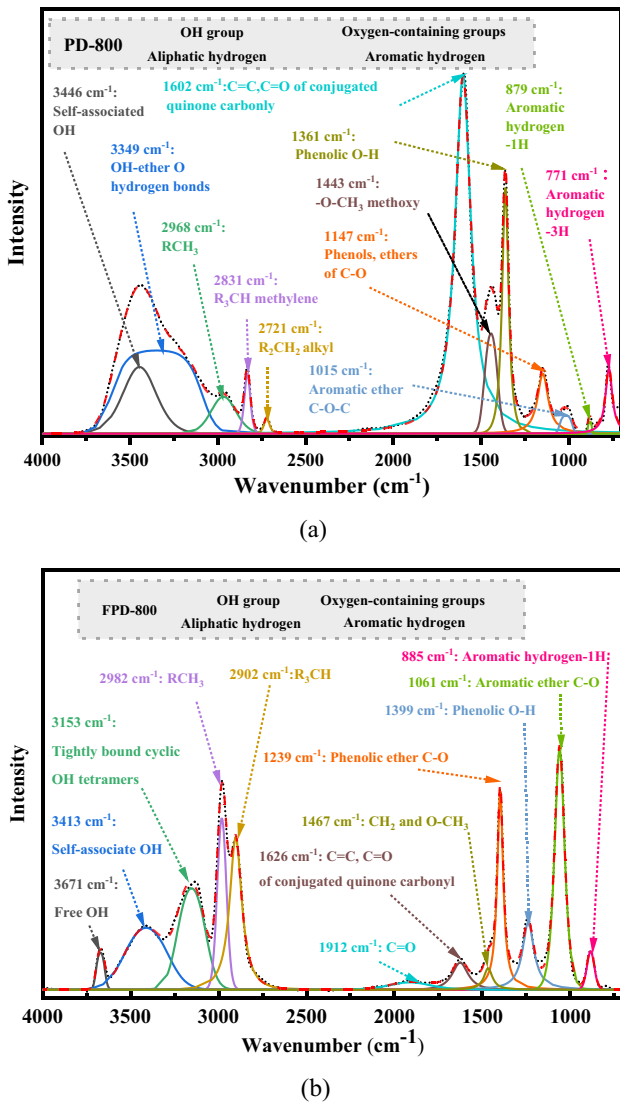 PD-800
OH group
Aliphatic hydrogen
Oxygen-containing groups
Aromatic hydrogen
3446 cm⁻¹:
Self-associated
OH
1602 cm⁻¹:C=C,C=O of conjugated
quinone carbonly
879 cm⁻¹:
Aromatic
hydrogen
-1H
3349 cm⁻¹:
OH-ether O
hydrogen bonds
1361 cm⁻¹:
Phenolic O-H
2968 cm⁻¹:
RCH₃
1443 cm⁻¹:
-O-CH₃ methoxy
771 cm⁻¹:
Aromatic
hydrogen
-3H
2831 cm⁻¹:
R₃CH methylene
1147 cm⁻¹:
Phenols, ethers
of C-O
2721 cm⁻¹:
R₂CH₂ alkyl
1015 cm⁻¹:
Aromatic ether
C-O-C
Intensity
4000 3500 3000 2500 2000 1500 1000
Wavenumber (cm⁻¹)
(a)
FPD-800
OH group
Aliphatic hydrogen
Oxygen-containing groups
Aromatic hydrogen
885 cm⁻¹: Aromatic hydrogen-1H
2982 cm⁻¹: RCH₃
2902 cm⁻¹:R₃CH
1061 cm⁻¹: Aromatic ether C-O
1399 cm⁻¹: Phenolic O-H
3153 cm⁻¹:
Tightly bound cyclic
OH tetramers
1239 cm⁻¹: Phenolic ether C-O
3413 cm⁻¹:
Self-associate OH
1467 cm⁻¹: CH₂ and O-CH₃
1626 cm⁻¹: C=C, C=O
of conjugated quinone carbonyl
3671 cm⁻¹:
Free OH
1912 cm⁻¹: C=O
Intensity
4000 3500 3000 2500 2000 1500 1000
Wavenumber (cm⁻¹)
(b)